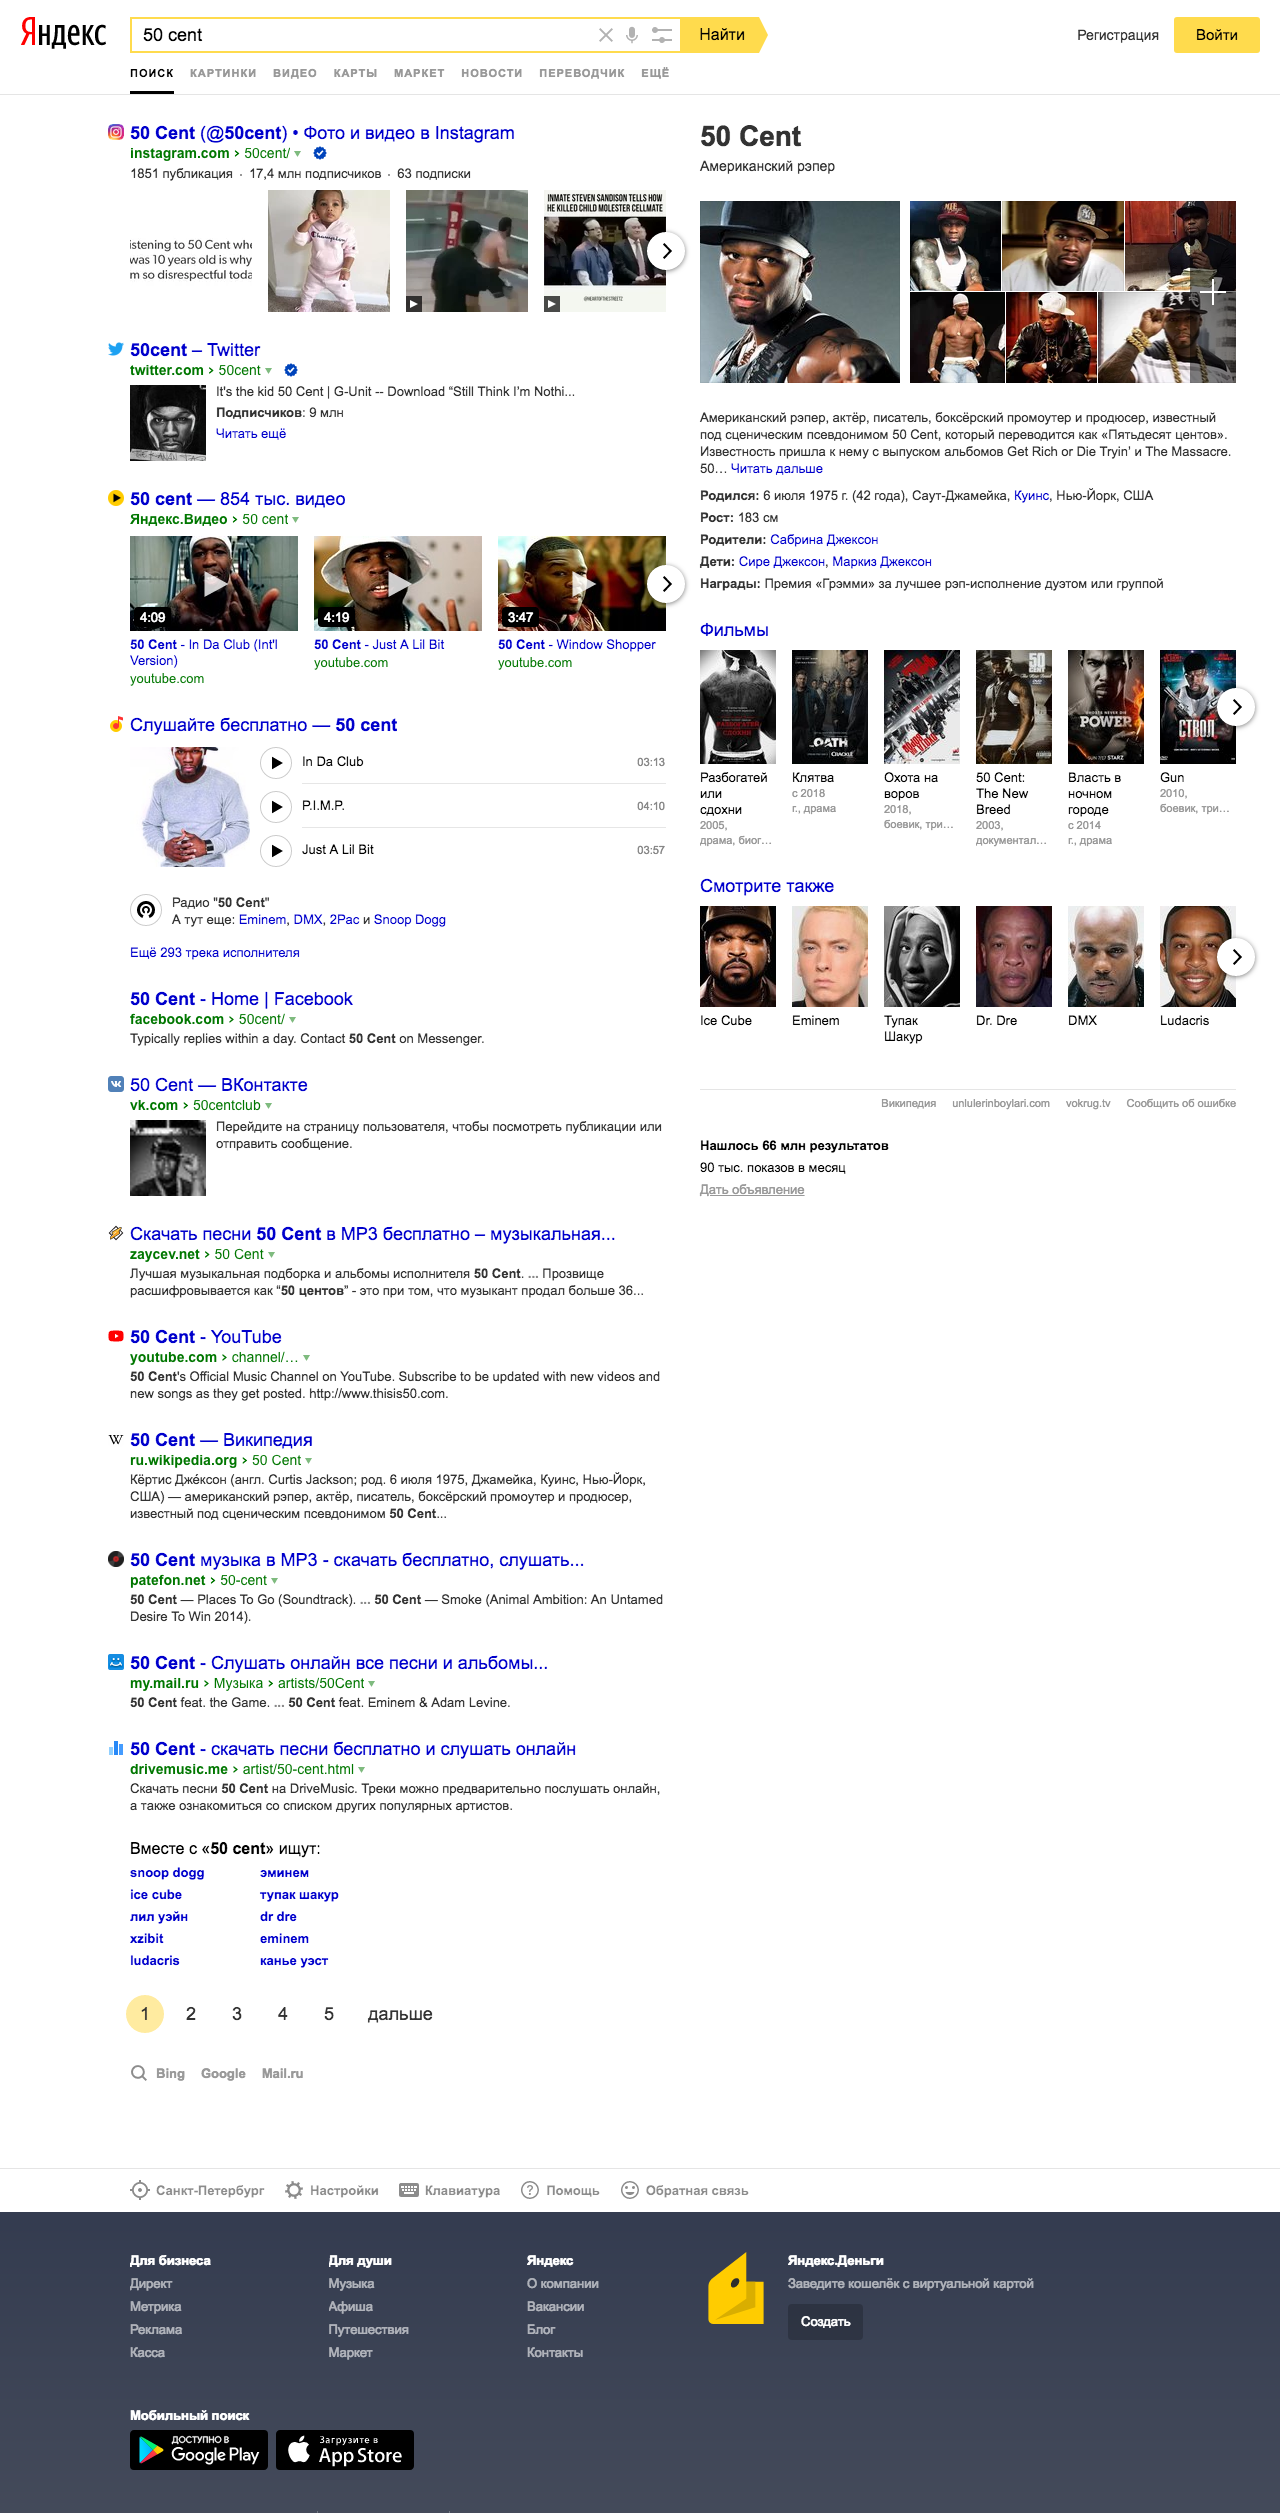 Яндекс
50 cent
Найти
Регистрация
Войти
ПОИСК КАРТИНКИ ВИДЕО КАРТЫ МАРКЕТ НОВОСТИ ПЕРЕВОДЧИК ЕЩЁ
50 Cent (@50cent) • Фото и видео в Instagram
instagram.com › 50cent/
1851 публикация · 17,4 млн подписчиков · 63 подписки
istening to 50 Cent whe
was 10 years old is why
m so disrespectful toda
INMATE STEVEN SANDISON TELLS HOW
HE KILLED CHILD MOLESTER CELLMATE
@HEARTOFTHESTREETZ
50cent – Twitter
twitter.com › 50cent
It's the kid 50 Cent | G-Unit -- Download “Still Think I’m Nothi...
Подписчиков: 9 млн
Читать ещё
50 cent — 854 тыс. видео
Яндекс.Видео › 50 cent
4:09
4:19
3:47
50 Cent - In Da Club (Int'l
Version)
youtube.com
50 Cent - Just A Lil Bit
youtube.com
50 Cent - Window Shopper
youtube.com
Слушайте бесплатно — 50 cent
In Da Club 03:13
P.I.M.P. 04:10
Just A Lil Bit 03:57
Радио "50 Cent"
А тут еще: Eminem, DMX, 2Pac и Snoop Dogg
Ещё 293 трека исполнителя
50 Cent - Home | Facebook
facebook.com › 50cent/
Typically replies within a day. Contact 50 Cent on Messenger.
50 Cent — ВКонтакте
vk.com › 50centclub
Перейдите на страницу пользователя, чтобы посмотреть публикации или
отправить сообщение.
Скачать песни 50 Cent в MP3 бесплатно – музыкальная...
zaycev.net › 50 Cent
Лучшая музыкальная подборка и альбомы исполнителя 50 Cent. ... Прозвище
расшифровывается как “50 центов” - это при том, что музыкант продал больше 36...
50 Cent - YouTube
youtube.com › channel/…
50 Cent's Official Music Channel on YouTube. Subscribe to be updated with new videos and
new songs as they get posted. http://www.thisis50.com.
50 Cent — Википедия
ru.wikipedia.org › 50 Cent
Кёртис Дже́ксон (англ. Curtis Jackson; род. 6 июля 1975, Джамейка, Куинс, Нью-Йорк,
США) — американский рэпер, актёр, писатель, боксёрский промоутер и продюсер,
известный под сценическим псевдонимом 50 Cent...
50 Cent музыка в MP3 - скачать бесплатно, слушать...
patefon.net › 50-cent
50 Cent — Places To Go (Soundtrack). ... 50 Cent — Smoke (Animal Ambition: An Untamed
Desire To Win 2014).
50 Cent - Слушать онлайн все песни и альбомы...
my.mail.ru › Музыка › artists/50Cent
50 Cent feat. the Game. ... 50 Cent feat. Eminem & Adam Levine.
50 Cent - скачать песни бесплатно и слушать онлайн
drivemusic.me › artist/50-cent.html
Скачать песни 50 Cent на DriveMusic. Треки можно предварительно послушать онлайн,
а также ознакомиться со списком других популярных артистов.
Вместе с «50 cent» ищут:
snoop dogg эминем
ice cube тупак шакур
лил уэйн dr dre
xzibit eminem
ludacris канье уэст
1 2 3 4 5 дальше
Bing Google Mail.ru
50 Cent
Американский рэпер
Американский рэпер, актёр, писатель, боксёрский промоутер и продюсер, известный
под сценическим псевдонимом 50 Cent, который переводится как «Пятьдесят центов».
Известность пришла к нему с выпуском альбомов Get Rich or Die Tryin’ и The Massacre.
50… Читать дальше
Родился: 6 июля 1975 г. (42 года), Саут-Джамейка, Куинс, Нью-Йорк, США
Рост: 183 см
Родители: Сабрина Джексон
Дети: Сире Джексон, Маркиз Джексон
Награды: Премия «Грэмми» за лучшее рэп-исполнение дуэтом или группой
Фильмы
РАЗБОГАТЕЙ
СДОХНИ
OATH
CRACKLE
50
CENT
POWER
STARZ
СТВОЛ
Разбогатей
или
сдохни
2005,
драма, биог…
Клятва
с 2018
г., драма
Охота на
воров
2018,
боевик, три…
50 Cent:
The New
Breed
2003,
документал…
Власть в
ночном
городе
с 2014
г., драма
Gun
2010,
боевик, три…
Смотрите также
Ice Cube
Eminem
Тупак
Шакур
Dr. Dre
DMX
Ludacris
Википедия unlulerinboylari.com vokrug.tv Сообщить об ошибке
Нашлось 66 млн результатов
90 тыс. показов в месяц
Дать объявление
Санкт-Петербург Настройки Клавиатура Помощь Обратная связь
Для бизнеса
Директ
Метрика
Реклама
Касса
Для души
Музыка
Афиша
Путешествия
Маркет
Яндекс
О компании
Вакансии
Блог
Контакты
Яндекс.Деньги
Заведите кошелёк с виртуальной картой
Создать
Мобильный поиск
ДОСТУПНО В
Google Play
Загрузите в
App Store